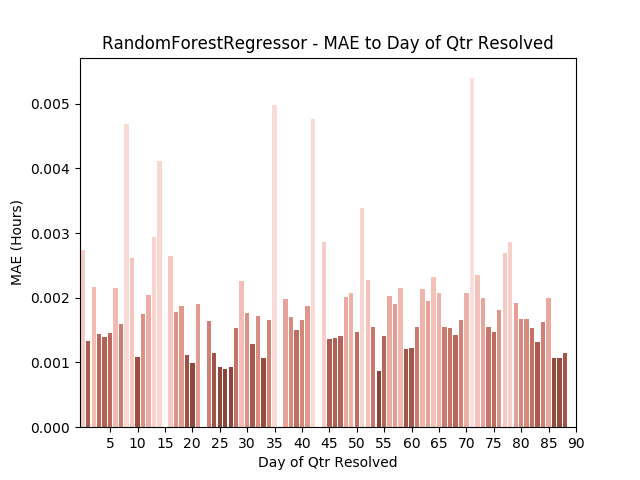 RandomForestRegressor - MAE to Day of Qtr Resolved
0.005
0.004
0.003
0.002
0.001
0.000
MAE (Hours)
5 10 15 20 25 30 35 40 45 50 55 60 65 70 75 80 85 90
Day of Qtr Resolved